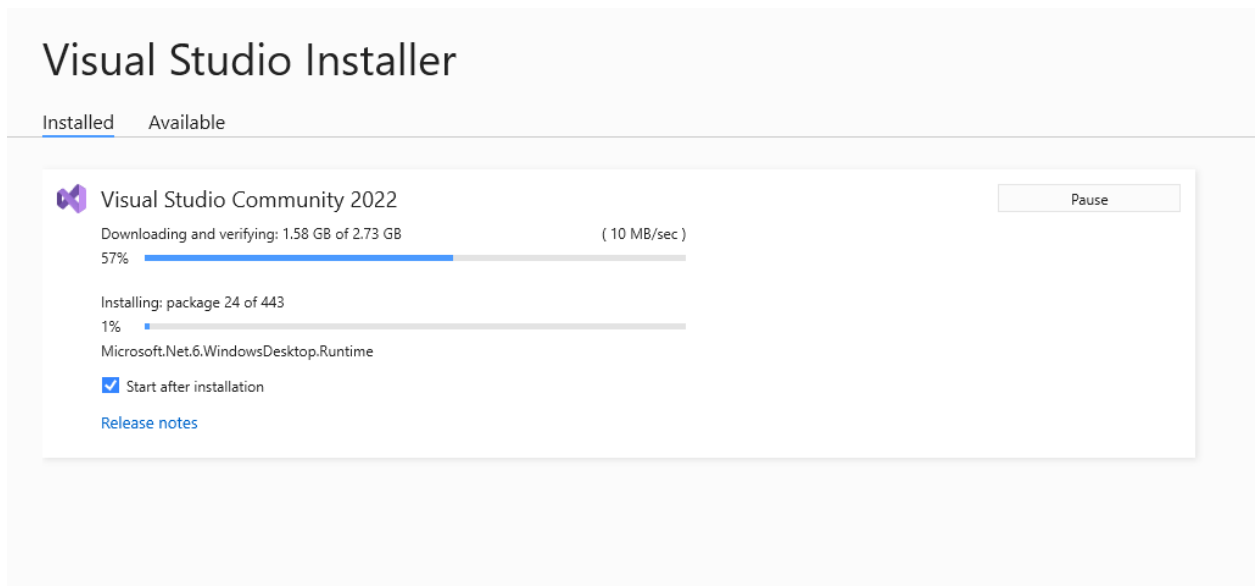 Visual Studio Installer
Installed Available
Visual Studio Community 2022 Pause
Downloading and verifying: 1.58 GB of 2.73 GB ( 10 MB/sec )
57%
Installing: package 24 of 443
1%
Microsoft.Net.6.WindowsDesktop.Runtime
Start after installation
Release notes